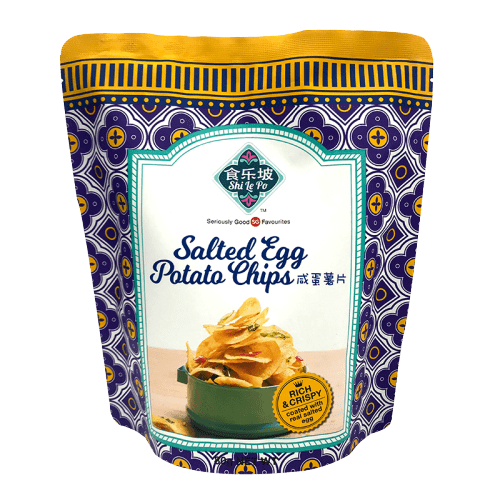 食乐坡
Shi Le Po
TM
Seriously Good SG Favourites
Salted Egg
Potato Chips 咸蛋薯片
RICH
& CRISPY
coated with
real salted
egg